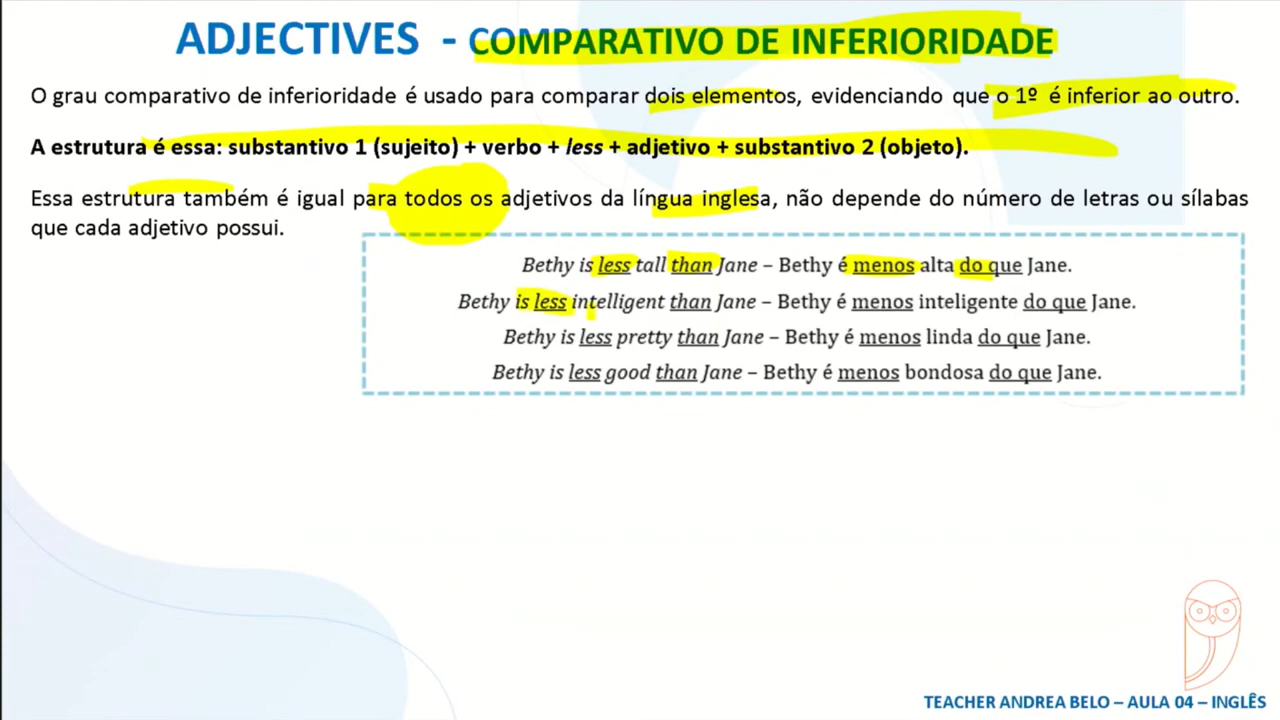 ADJECTIVES - COMPARATIVO DE INFERIORIDADE
O grau comparativo de inferioridade é usado para comparar dois elementos, evidenciando que o 1º é inferior ao outro.
A estrutura é essa: substantivo 1 (sujeito) + verbo + less + adjetivo + substantivo 2 (objeto).
Essa estrutura também é igual para todos os adjetivos da língua inglesa, não depende do número de letras ou sílabas
que cada adjetivo possui.
Bethy is less tall than Jane – Bethy é menos alta do que Jane.
Bethy is less intelligent than Jane – Bethy é menos inteligente do que Jane.
Bethy is less pretty than Jane – Bethy é menos linda do que Jane.
Bethy is less good than Jane – Bethy é menos bondosa do que Jane.
TEACHER ANDREA BELO – AULA 04 – INGLÊS